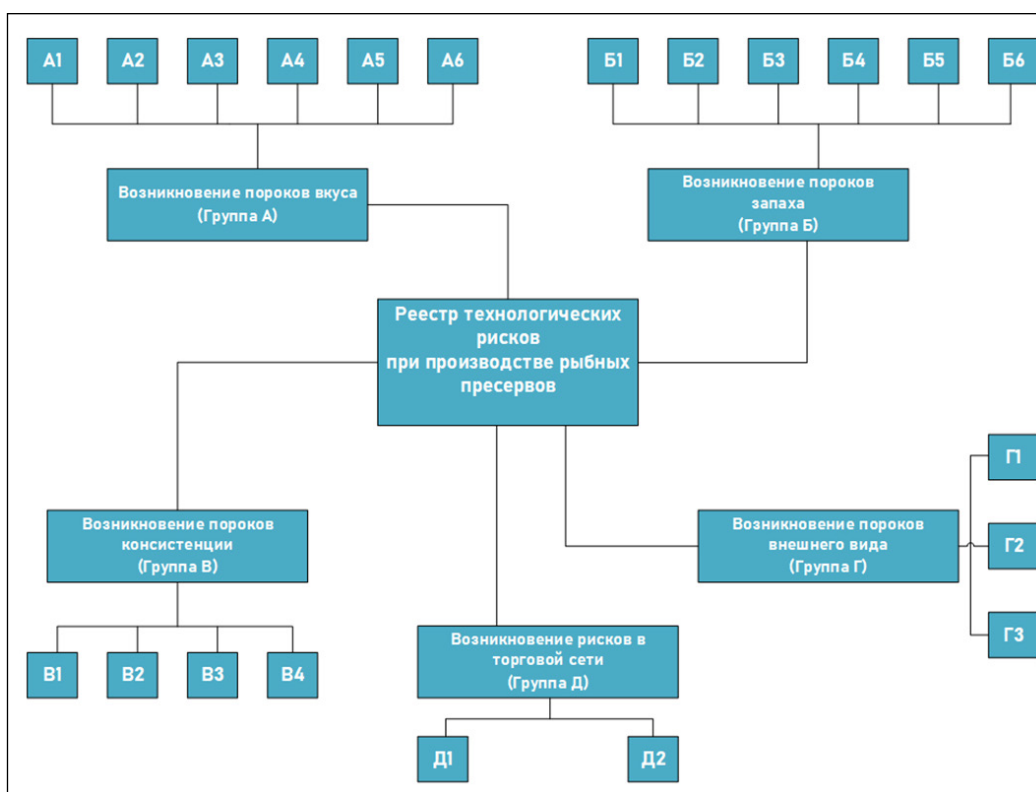 А1 А2 А3 А4 А5 А6
Б1 Б2 Б3 Б4 Б5 Б6
Возникновение пороков вкуса
(Группа А)
Возникновение пороков
запаха
(Группа Б)
Реестр технологических
рисков
при производстве рыбных
пресервов
Возникновение пороков
консистенции
(Группа В)
В1 В2 В3 В4
Возникновение пороков
внешнего вида
(Группа Г)
Г1
Г2
Г3
Возникновение рисков в
торговой сети
(Группа Д)
Д1 Д2